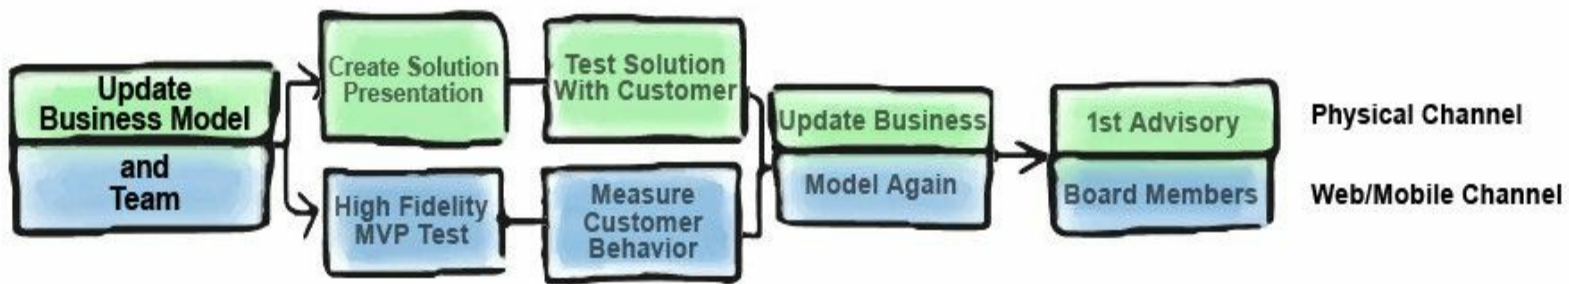 Update
Business Model
and
Team
Create Solution
Presentation
Test Solution
With Customer
High Fidelity
MVP Test
Measure
Customer
Behavior
Update Business
Model Again
1st Advisory
Board Members
Physical Channel
Web/Mobile Channel